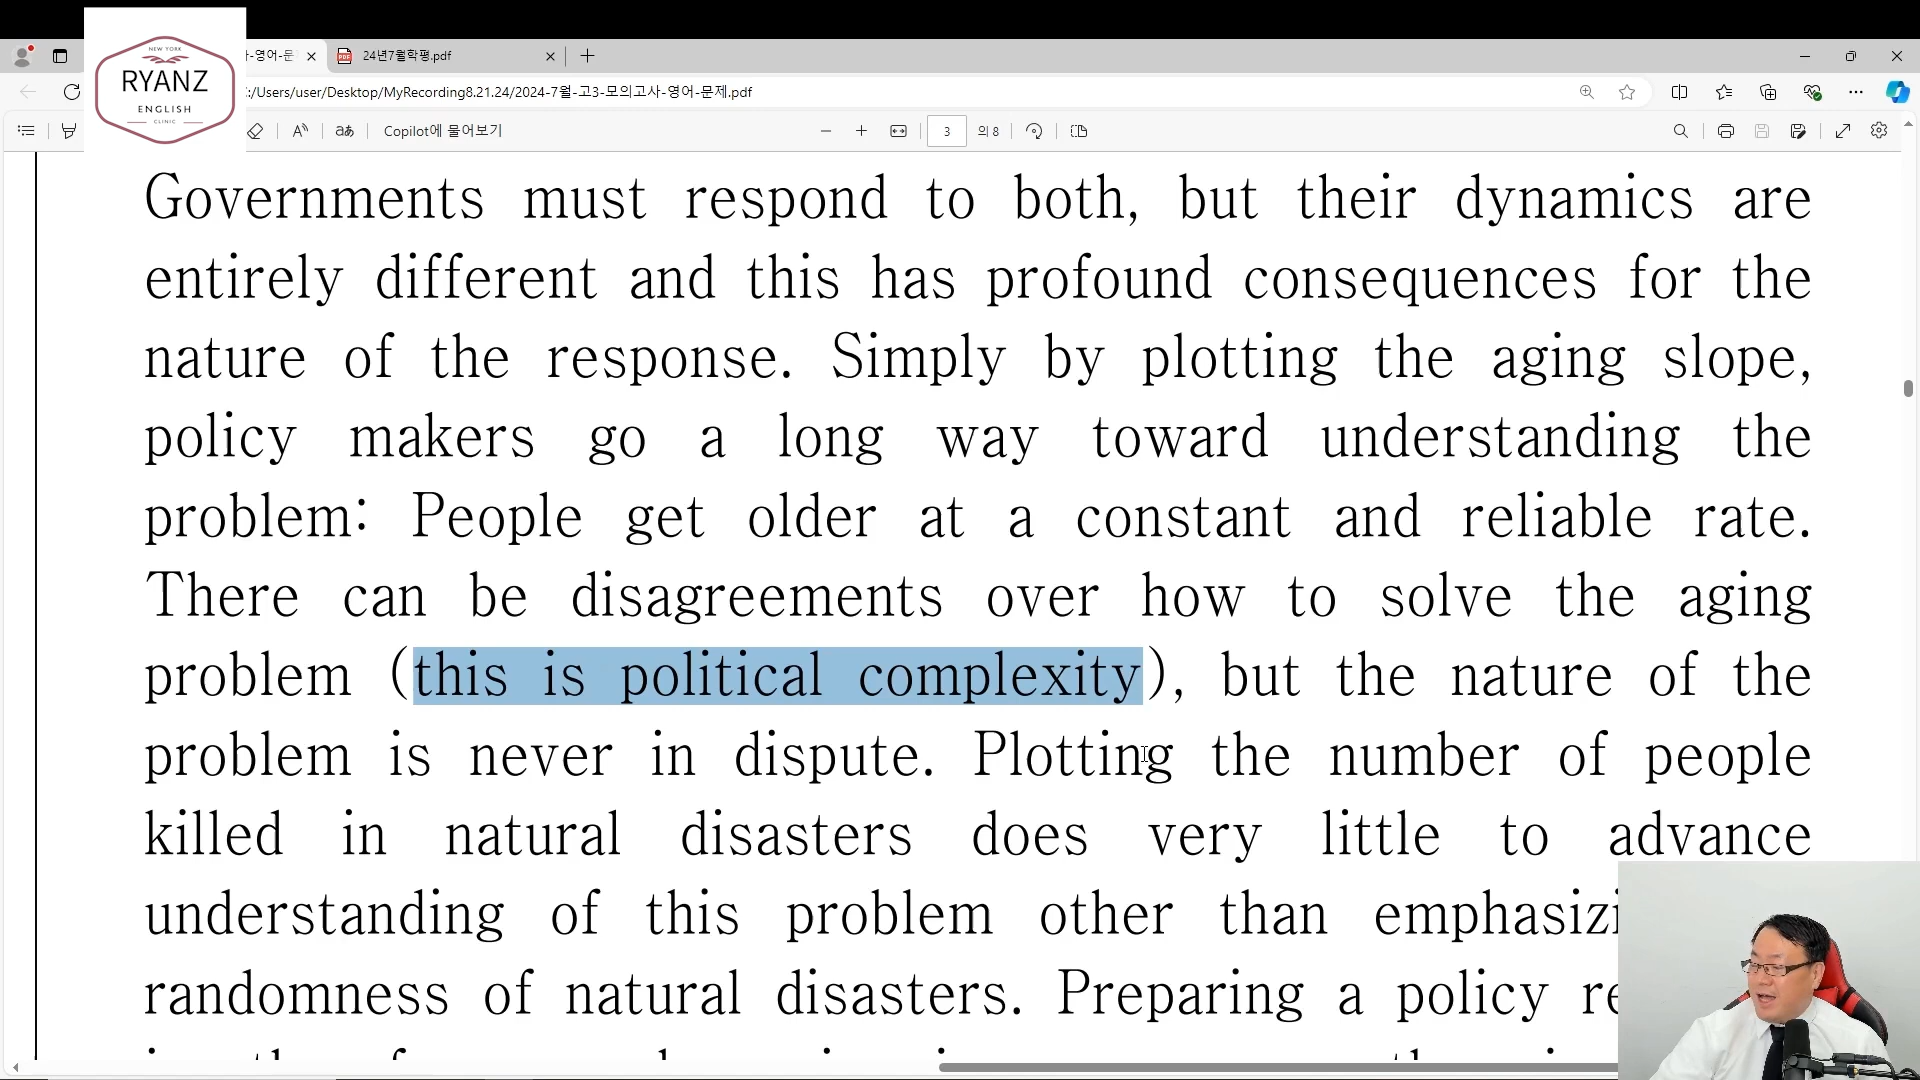 NEW YORK
RYANZ
ENGLISH
CLINIC
-영어-문
24년7월학평.pdf
:/Users/user/Desktop/MyRecording8.21.24/2024-7월-고3-모의고사-영어-문제.pdf
aあ
Copilot에 물어보기
3 의 8
Governments must respond to both, but their dynamics are
entirely different and this has profound consequences for the
nature of the response. Simply by plotting the aging slope,
policy makers go a long way toward understanding the
problem: People get older at a constant and reliable rate.
There can be disagreements over how to solve the aging
problem (this is political complexity), but the nature of the
problem is never in dispute. Plotting the number of people
killed in natural disasters does very little to advance
understanding of this problem other than emphasizi
randomness of natural disasters. Preparing a policy re